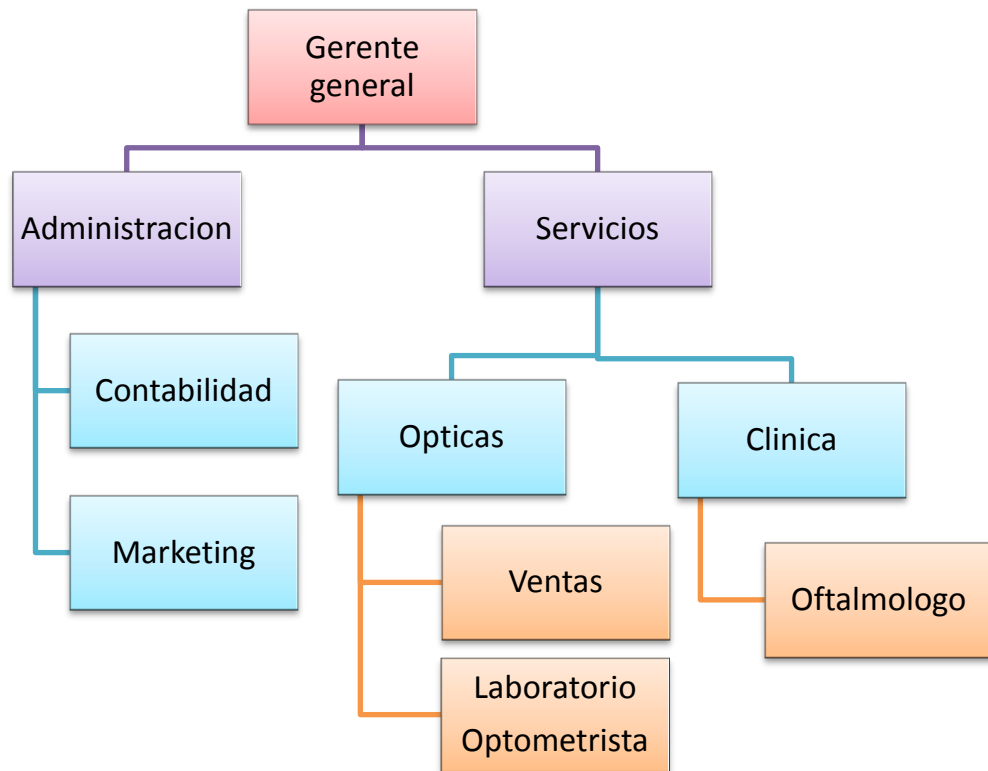 Gerente
general
Administracion
Servicios
Contabilidad
Opticas
Clinica
Marketing
Ventas
Oftalmologo
Laboratorio
Optometrista